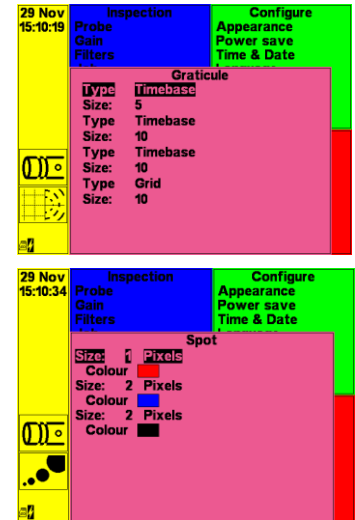 29 Nov
15:10:19
Inspection
Probe
Gain
Filters
Configure
Appearance
Power save
Time & Date
Graticule
Type Timebase
Size: 5
Type Timebase
Size: 10
Type Timebase
Size: 10
Type Grid
Size: 10
29 Nov
15:10:34
Inspection
Probe
Gain
Filters
Configure
Appearance
Power save
Time & Date
Spot
Size: 1 Pixels
Colour
Size: 2 Pixels
Colour
Size: 2 Pixels
Colour